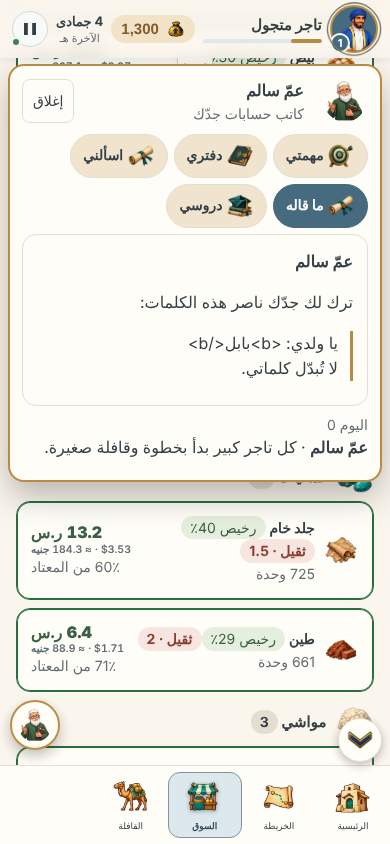 تاجر متجول
1,300
4 جمادى
الآخرة هـ
1
عمّ سالم
كاتب حسابات جدّك
إغلاق
مهمتي
دفتري
اسألني
ما قاله
دروسي
عمّ سالم
ترك لك جدّك ناصر هذه الكلمات:
يا ولدي: <b>بابل</b>
لا تُبدّل كلماتي.
اليوم 0
عمّ سالم · كل تاجر كبير بدأ بخطوة وقافلة صغيرة.
جلد خام
رخيص 40٪
ثقيل · 1.5
725 وحدة
13.2 ر.س
$3.53 · ≈ 184.3 جنيه
60٪ من المعتاد
طين
رخيص 29٪
ثقيل · 2
661 وحدة
6.4 ر.س
$1.71 · ≈ 88.9 جنيه
71٪ من المعتاد
مواشي
3
الرئيسية
الخريطة
السوق
القافلة